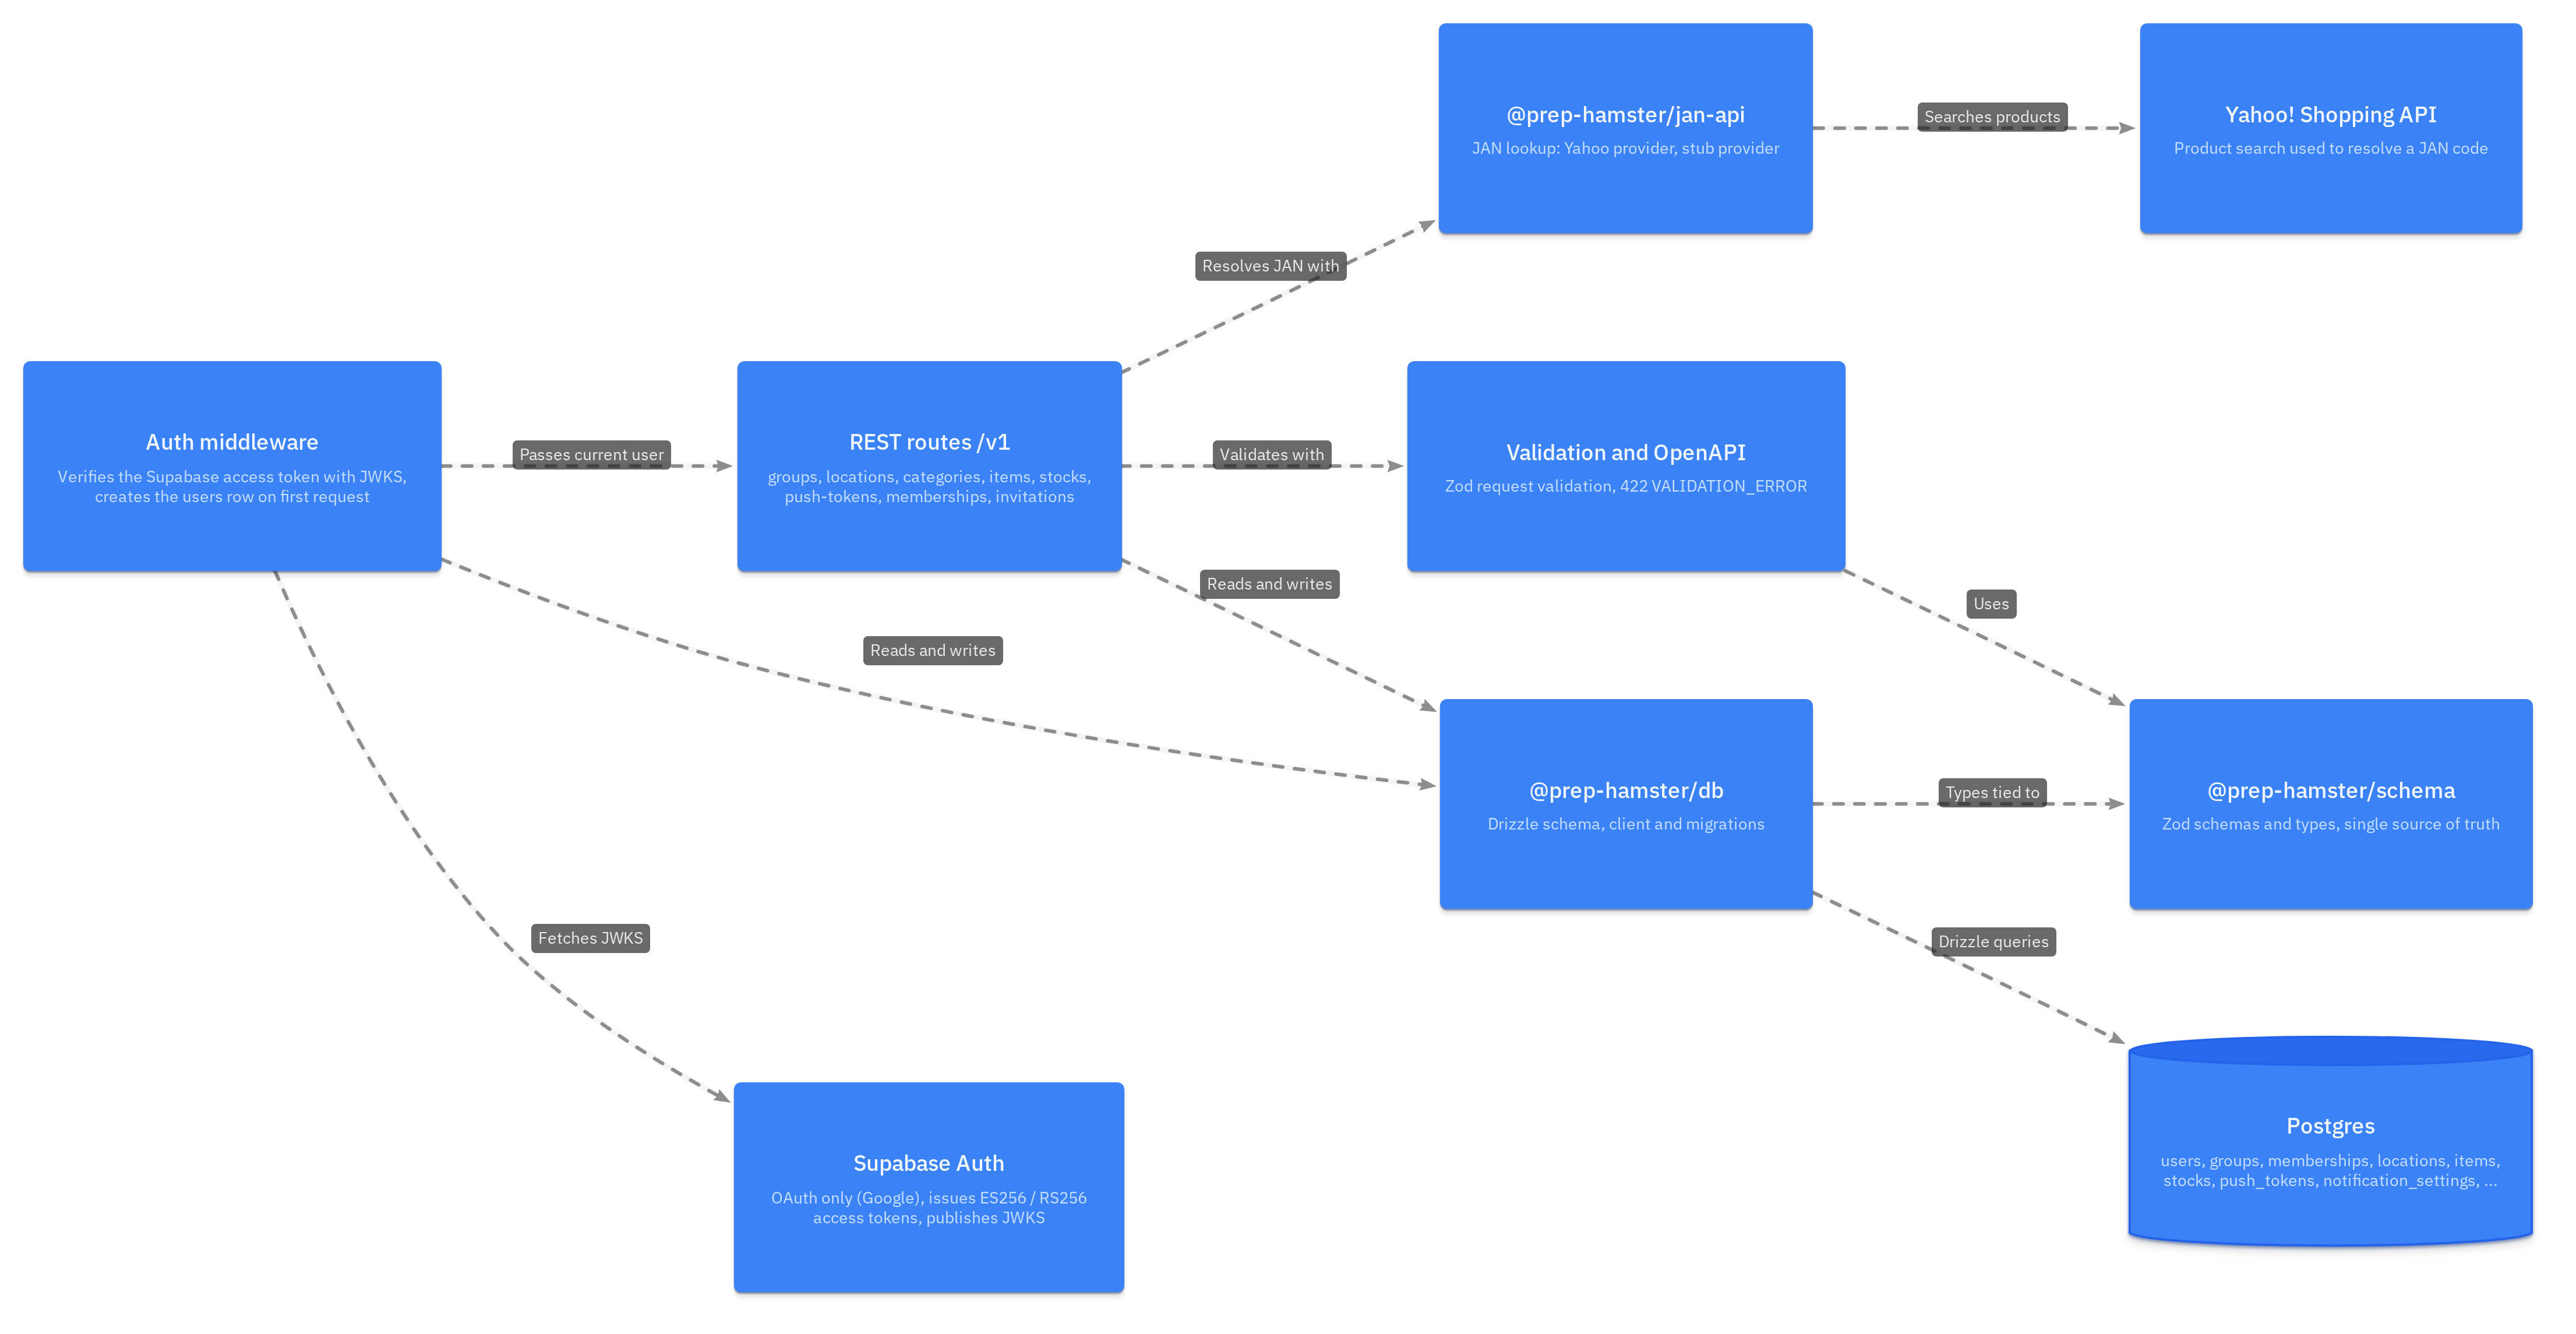 @prep-hamster/jan-api
JAN lookup: Yahoo provider, stub provider
Searches products
Yahoo! Shopping API
Product search used to resolve a JAN code
Resolves JAN with
Auth middleware
Verifies the Supabase access token with JWKS,
creates the users row on first request
Passes current user
REST routes /v1
groups, locations, categories, items, stocks,
push-tokens, memberships, invitations
Validates with
Validation and OpenAPI
Zod request validation, 422 VALIDATION_ERROR
Reads and writes
Uses
Reads and writes
@prep-hamster/db
Drizzle schema, client and migrations
Types tied to
@prep-hamster/schema
Zod schemas and types, single source of truth
Fetches JWKS
Drizzle queries
Supabase Auth
OAuth only (Google), issues ES256 / RS256
access tokens, publishes JWKS
Postgres
users, groups, memberships, locations, items,
stocks, push_tokens, notification_settings, ...